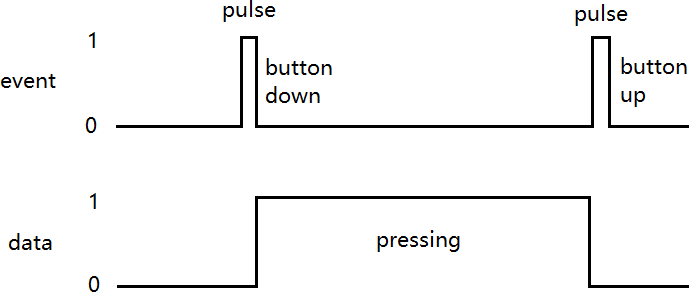 pulse
pulse
1
event
button
down
button
up
0
1
data
pressing
0